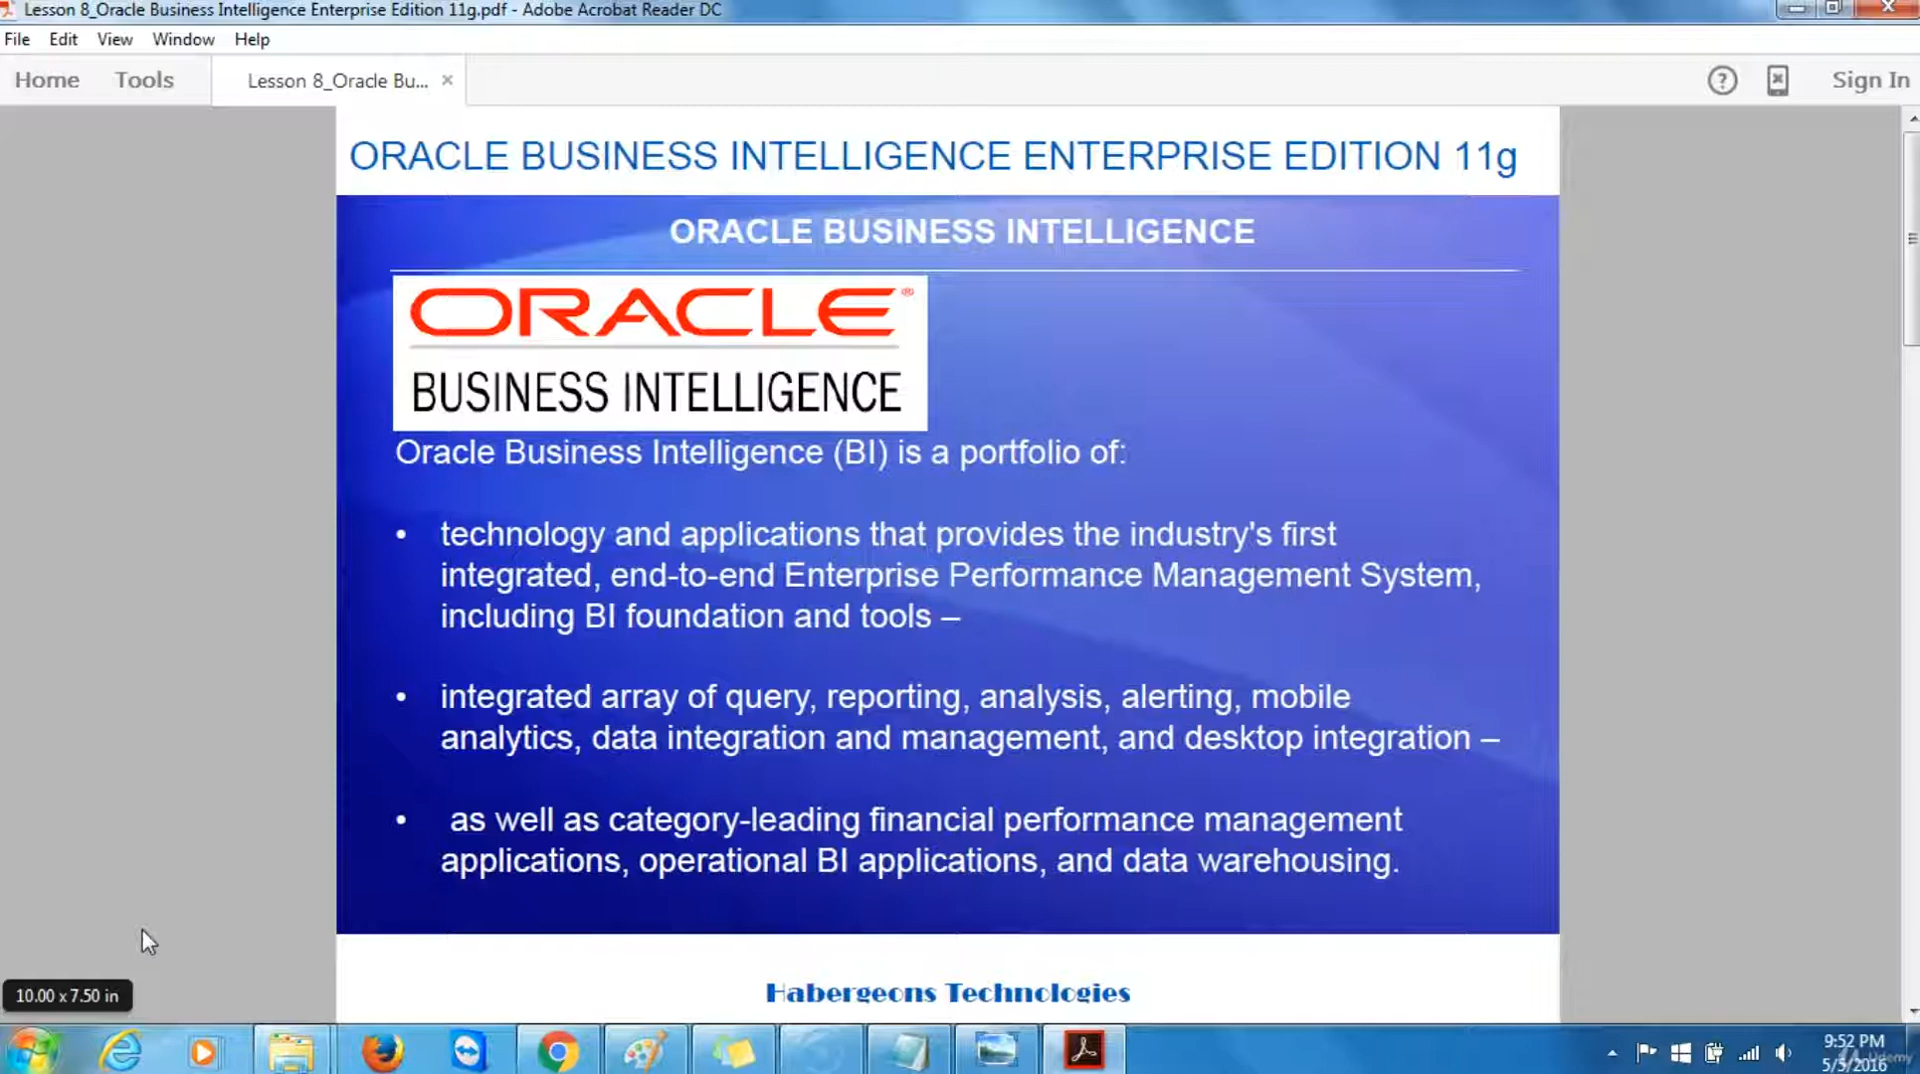 Lesson 8_Oracle Business Intelligence Enterprise Edition 11g.pdf - Adobe Acrobat Reader DC
File Edit View Window Help
Home Tools Lesson 8_Oracle Bu... × Sign In
ORACLE BUSINESS INTELLIGENCE ENTERPRISE EDITION 11g
ORACLE BUSINESS INTELLIGENCE
ORACLE®
BUSINESS INTELLIGENCE
Oracle Business Intelligence (BI) is a portfolio of:
• technology and applications that provides the industry's first
integrated, end-to-end Enterprise Performance Management System,
including BI foundation and tools –
• integrated array of query, reporting, analysis, alerting, mobile
analytics, data integration and management, and desktop integration –
• as well as category-leading financial performance management
applications, operational BI applications, and data warehousing.
Habergeons Technologies
10.00 x 7.50 in
9:52 PM
5/5/2016
Udemy